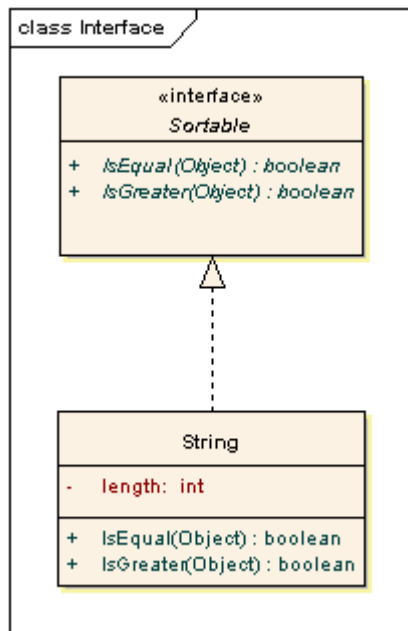 class Interface
«interface»
Sortable
+ IsEqual(Object) : boolean
+ IsGreater(Object) : boolean
String
- length: int
+ IsEqual(Object) : boolean
+ IsGreater(Object) : boolean